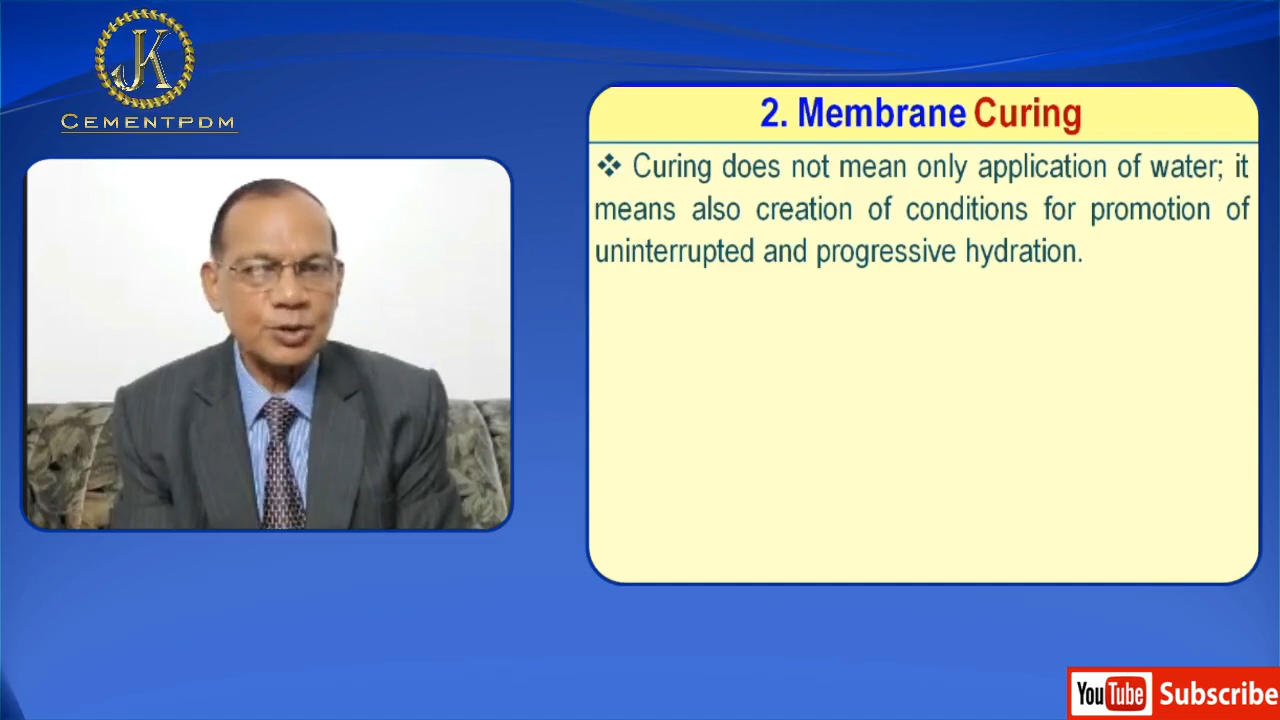 JK
CEMENTPDM
2. Membrane Curing
❖ Curing does not mean only application of water; it
means also creation of conditions for promotion of
uninterrupted and progressive hydration.
YouTube Subscribe